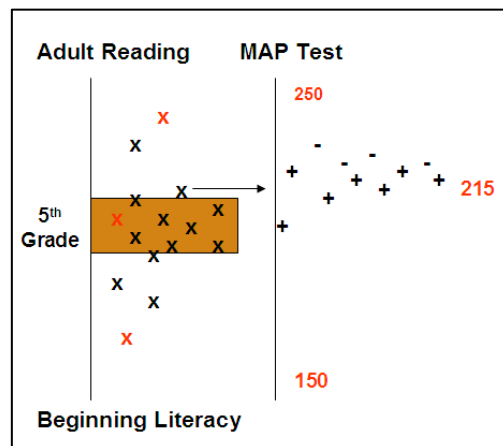 Adult Reading MAP Test
250
215
5th
Grade
150
Beginning Literacy